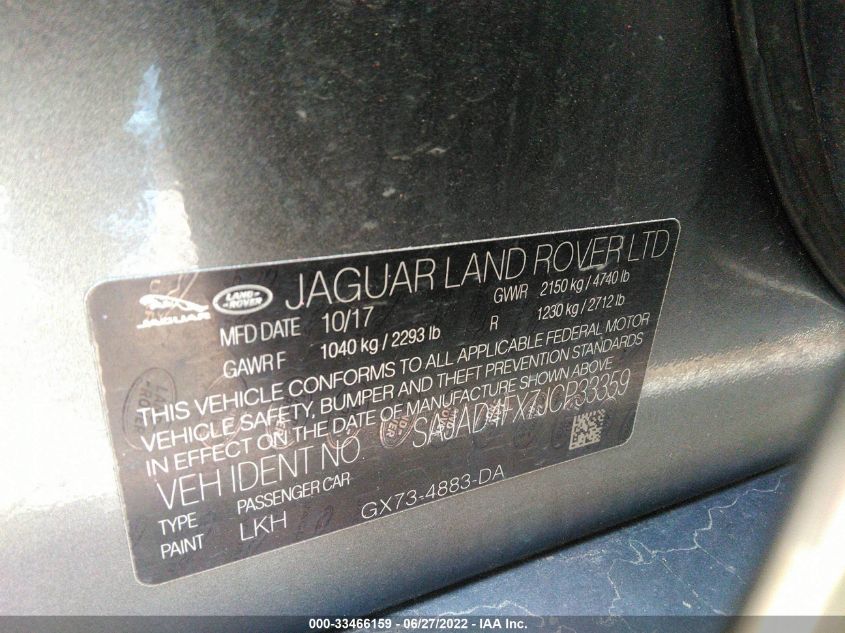 JAGUAR LAND-ROVER JAGUAR LAND ROVER LTD
MFD DATE 10/17 GVWR 2150 kg / 4740 lb
GAWR F 1040 kg / 2293 lb R 1230 kg / 2712 lb
THIS VEHICLE CONFORMS TO ALL APPLICABLE FEDERAL MOTOR
VEHICLE SAFETY, BUMPER AND THEFT PREVENTION STANDARDS
IN EFFECT ON THE DATE OF MANUFACTURE SHOWN ABOVE
VEH IDENT NO.
TYPE PASSENGER CAR
PAINT LKH GX73-4883-DA
000-33466159 - 06/27/2022 - IAA Inc.